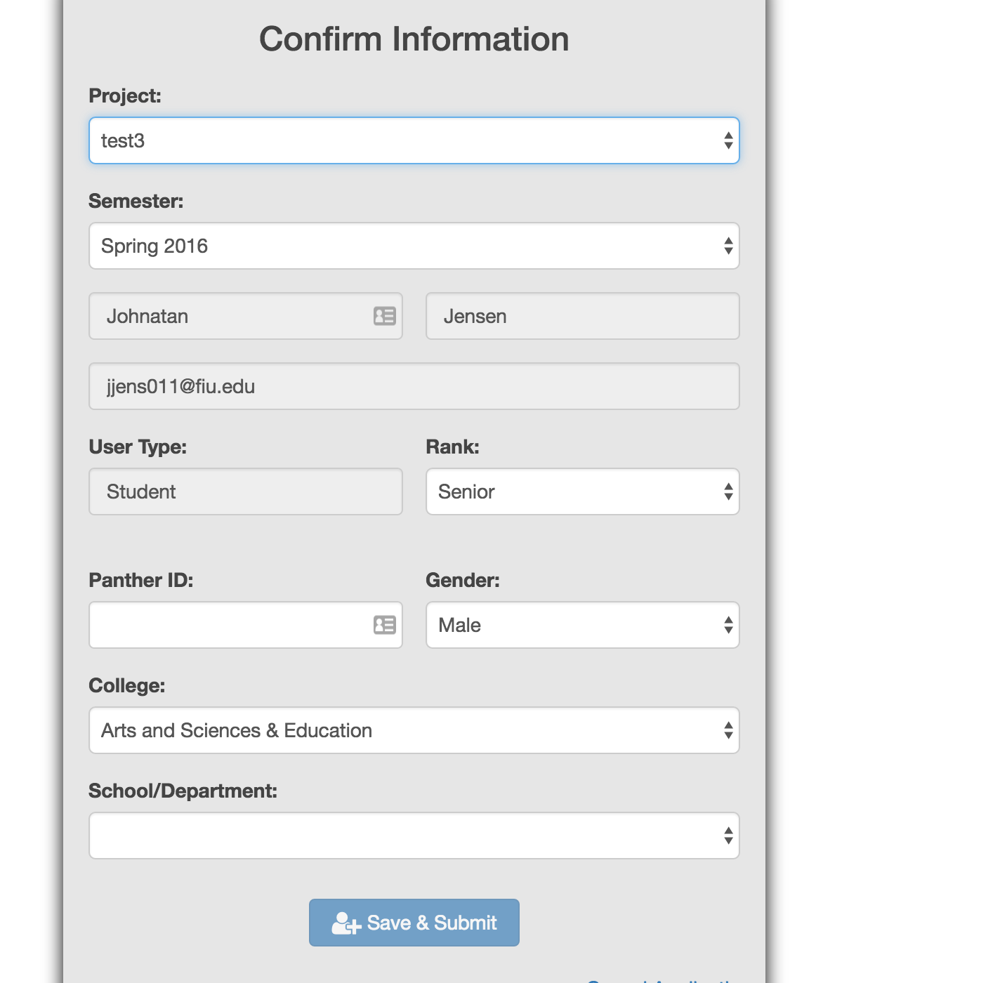 Confirm Information
Project:
test3
Semester:
Spring 2016
Johnatan Jensen
jjens011@fiu.edu
User Type: Rank:
Student Senior
Panther ID: Gender:
Male
College:
Arts and Sciences & Education
School/Department:
Save & Submit